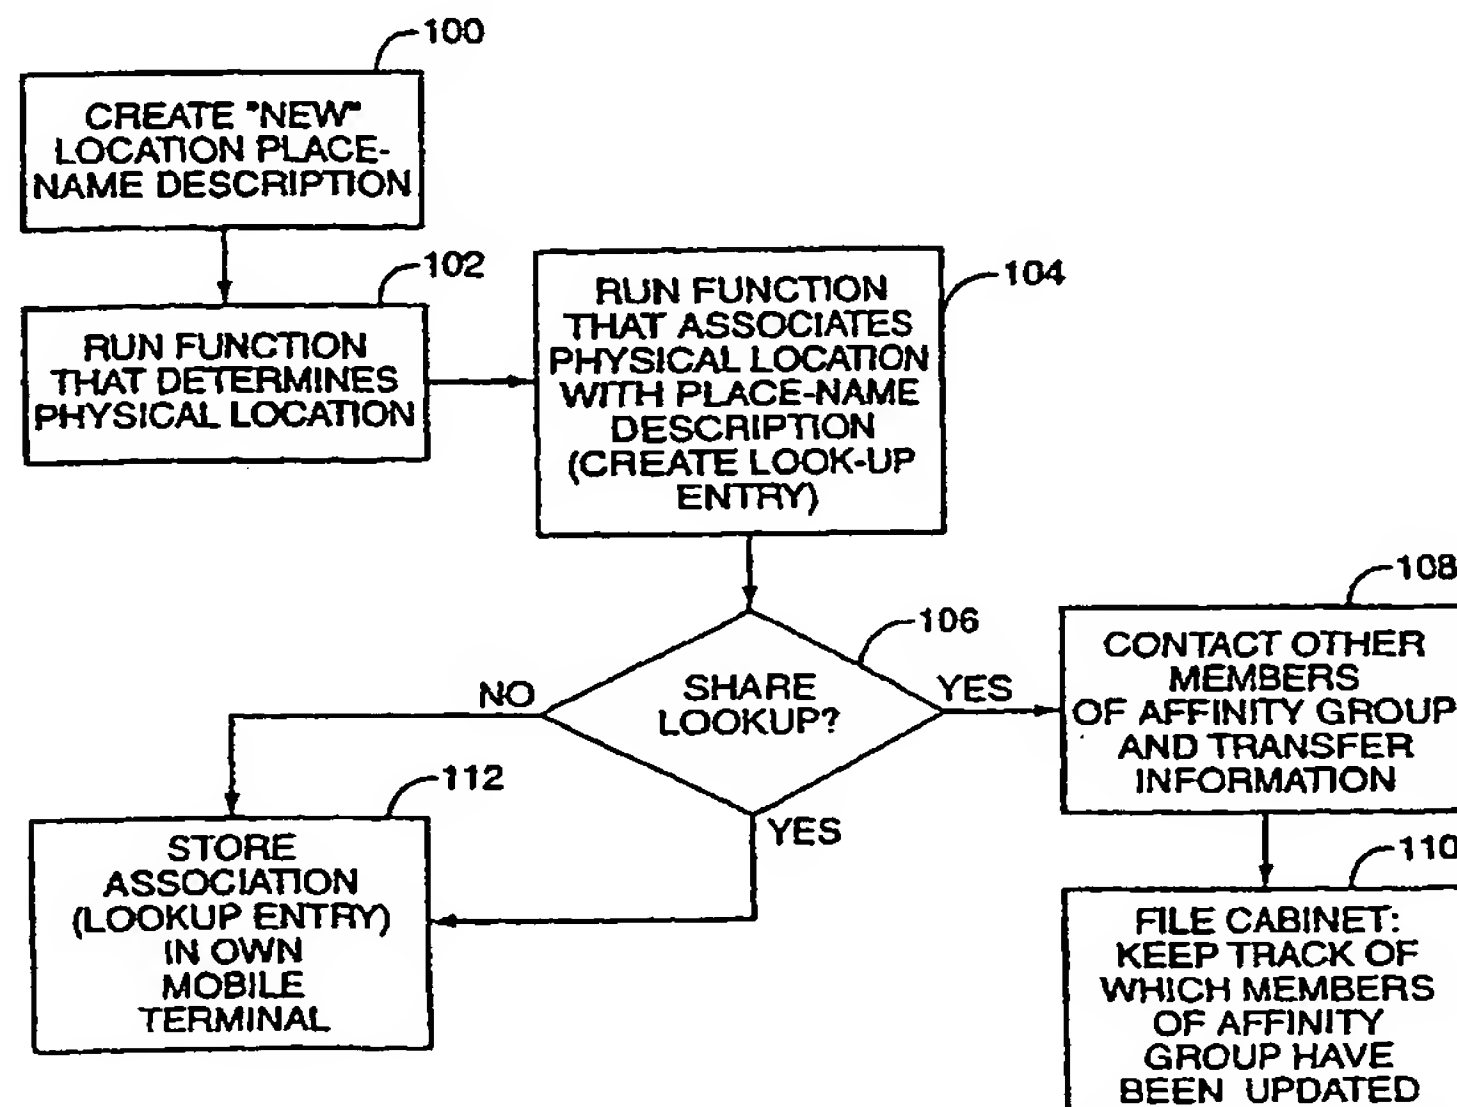 100
CREATE "NEW"
LOCATION PLACE-
NAME DESCRIPTION
102
RUN FUNCTION
THAT DETERMINES
PHYSICAL LOCATION
104
RUN FUNCTION
THAT ASSOCIATES
PHYSICAL LOCATION
WITH PLACE-NAME
DESCRIPTION
(CREATE LOOK-UP
ENTRY)
106
SHARE
LOOKUP?
NO
YES
YES
108
CONTACT OTHER
MEMBERS
OF AFFINITY GROUP
AND TRANSFER
INFORMATION
110
FILE CABINET:
KEEP TRACK OF
WHICH MEMBERS
OF AFFINITY
GROUP HAVE
BEEN UPDATED
112
STORE
ASSOCIATION
(LOOKUP ENTRY)
IN OWN
MOBILE
TERMINAL